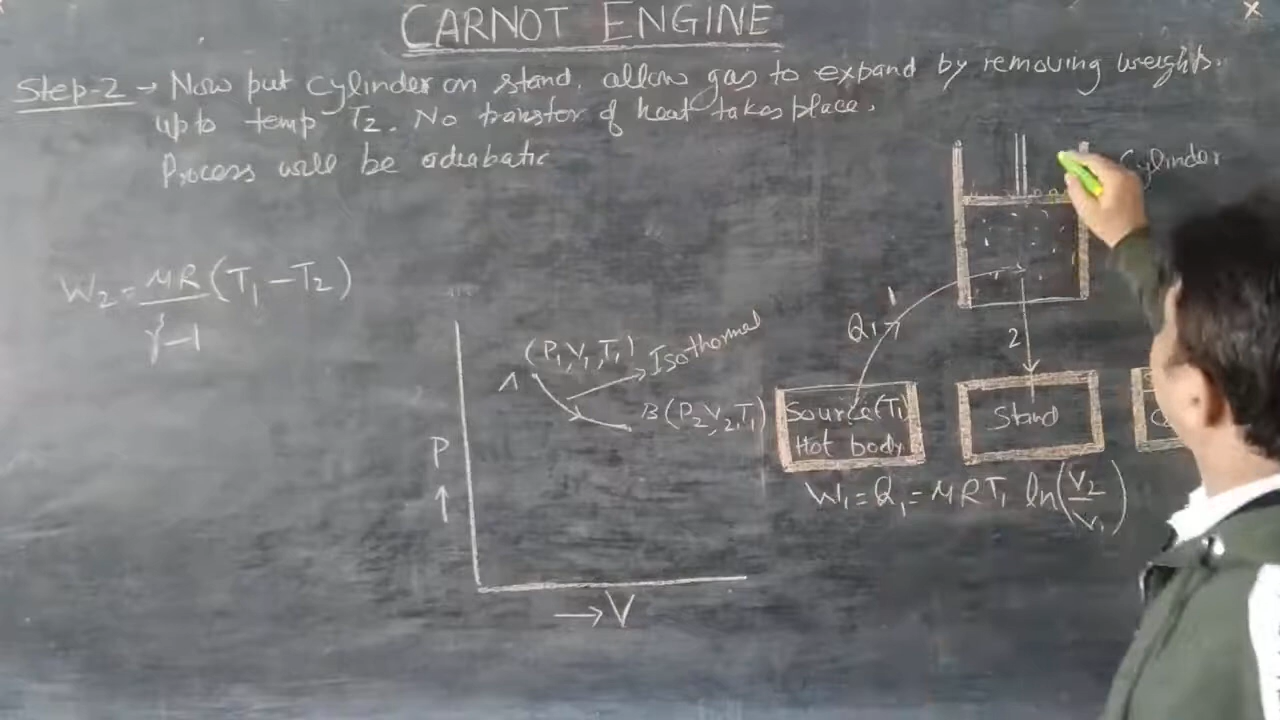 CARNOT ENGINE
Step-2 → Now put cylinder on stand. allow gas to expand by removing weights.
upto temp T₂. No transfer of heat takes place.
Process will be adiabatic
Cylinder
W₂ = μR/(γ-1) (T₁ - T₂)
1
Q₁
2
(P₁, V₁, T₁)
Isothermal
A
B (P₂, V₂, T₁)
Source (T₁)
Hot body
Stand
P
W₁ = Q₁ = μRT₁ ln(V₂/V₁)
→ V